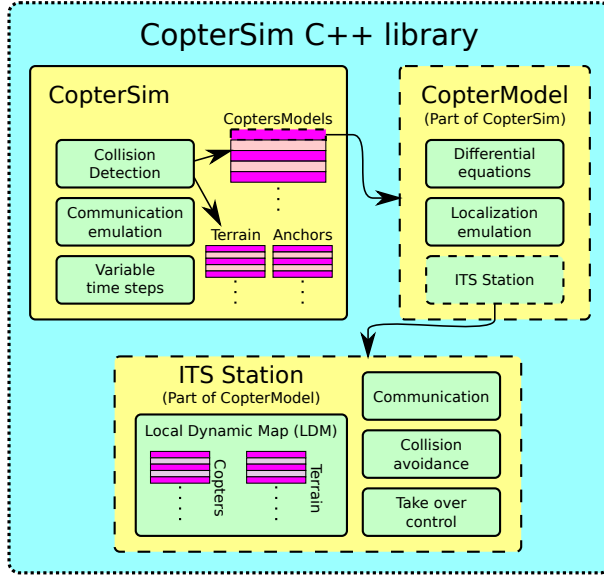 CopterSim C++ library
CopterSim
CoptersModels
Collision
Detection
Communication
emulation
Variable
time steps
Terrain
Anchors
CopterModel
(Part of CopterSim)
Differential
equations
Localization
emulation
ITS Station
ITS Station
(Part of CopterModel)
Local Dynamic Map (LDM)
Copters
Terrain
Communication
Collision
avoidance
Take over
control